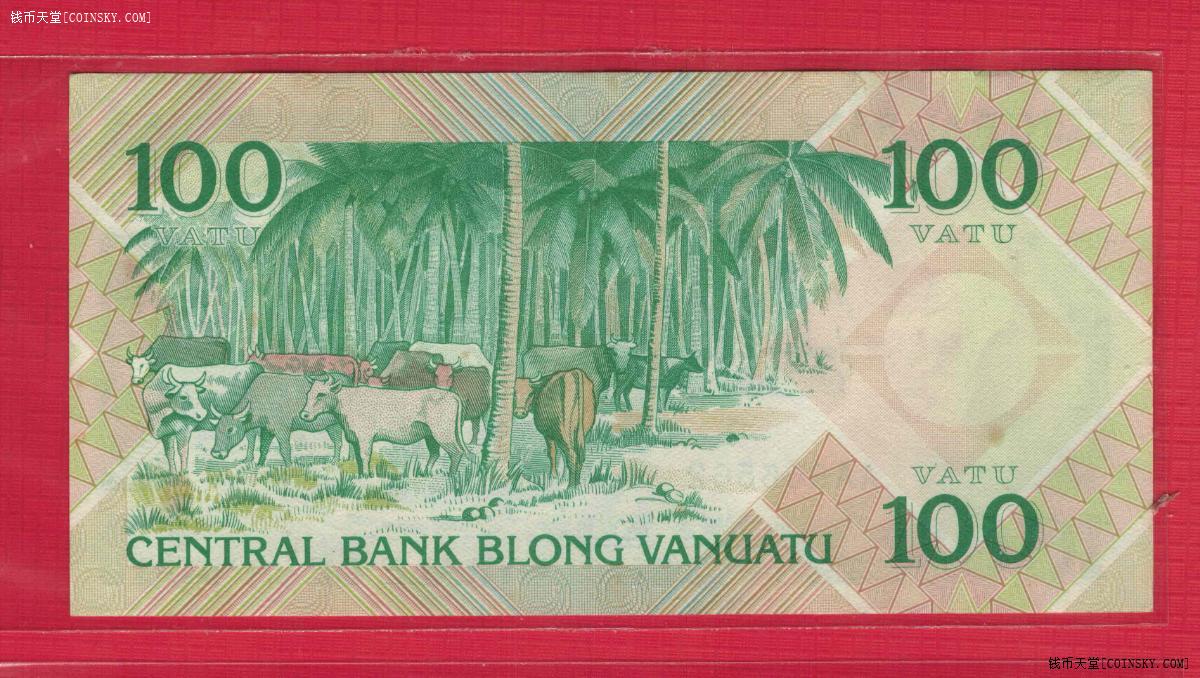 钱币天堂[COINSKY.COM]
100 100
VATU VATU
VATU
CENTRAL BANK BLONG VANUATU 100
钱币天堂[COINSKY.COM]